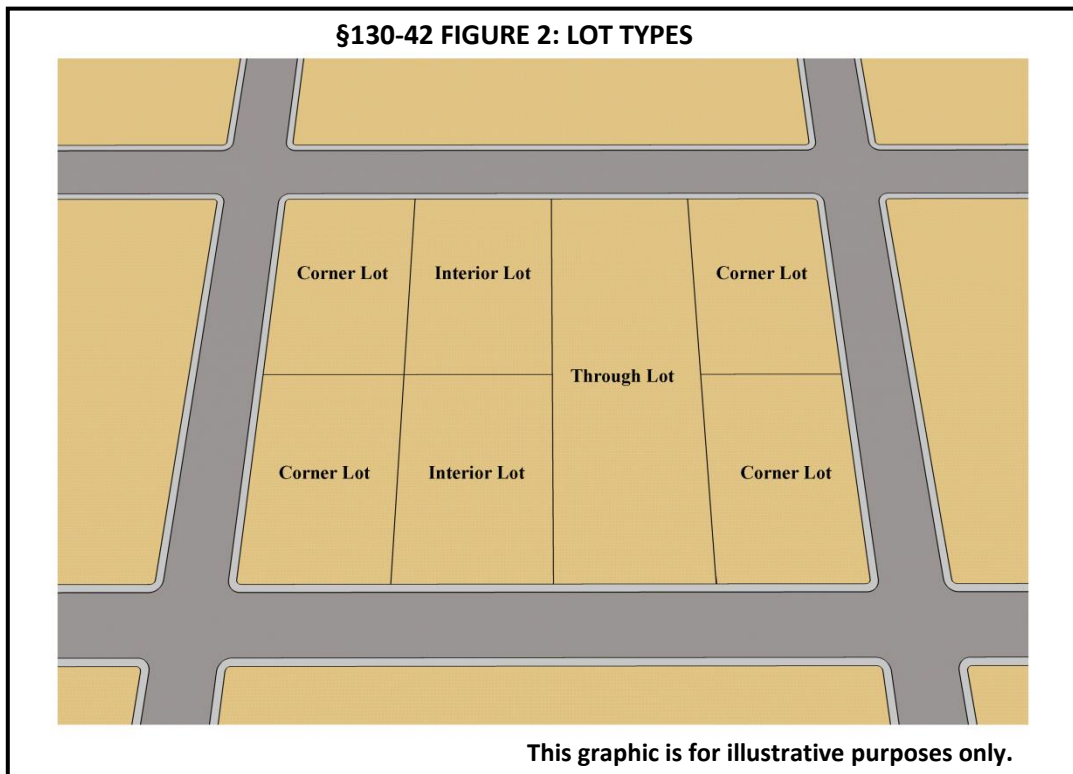 §130-42 FIGURE 2: LOT TYPES
Corner Lot
Interior Lot
Corner Lot
Through Lot
Corner Lot
Interior Lot
Corner Lot
This graphic is for illustrative purposes only.